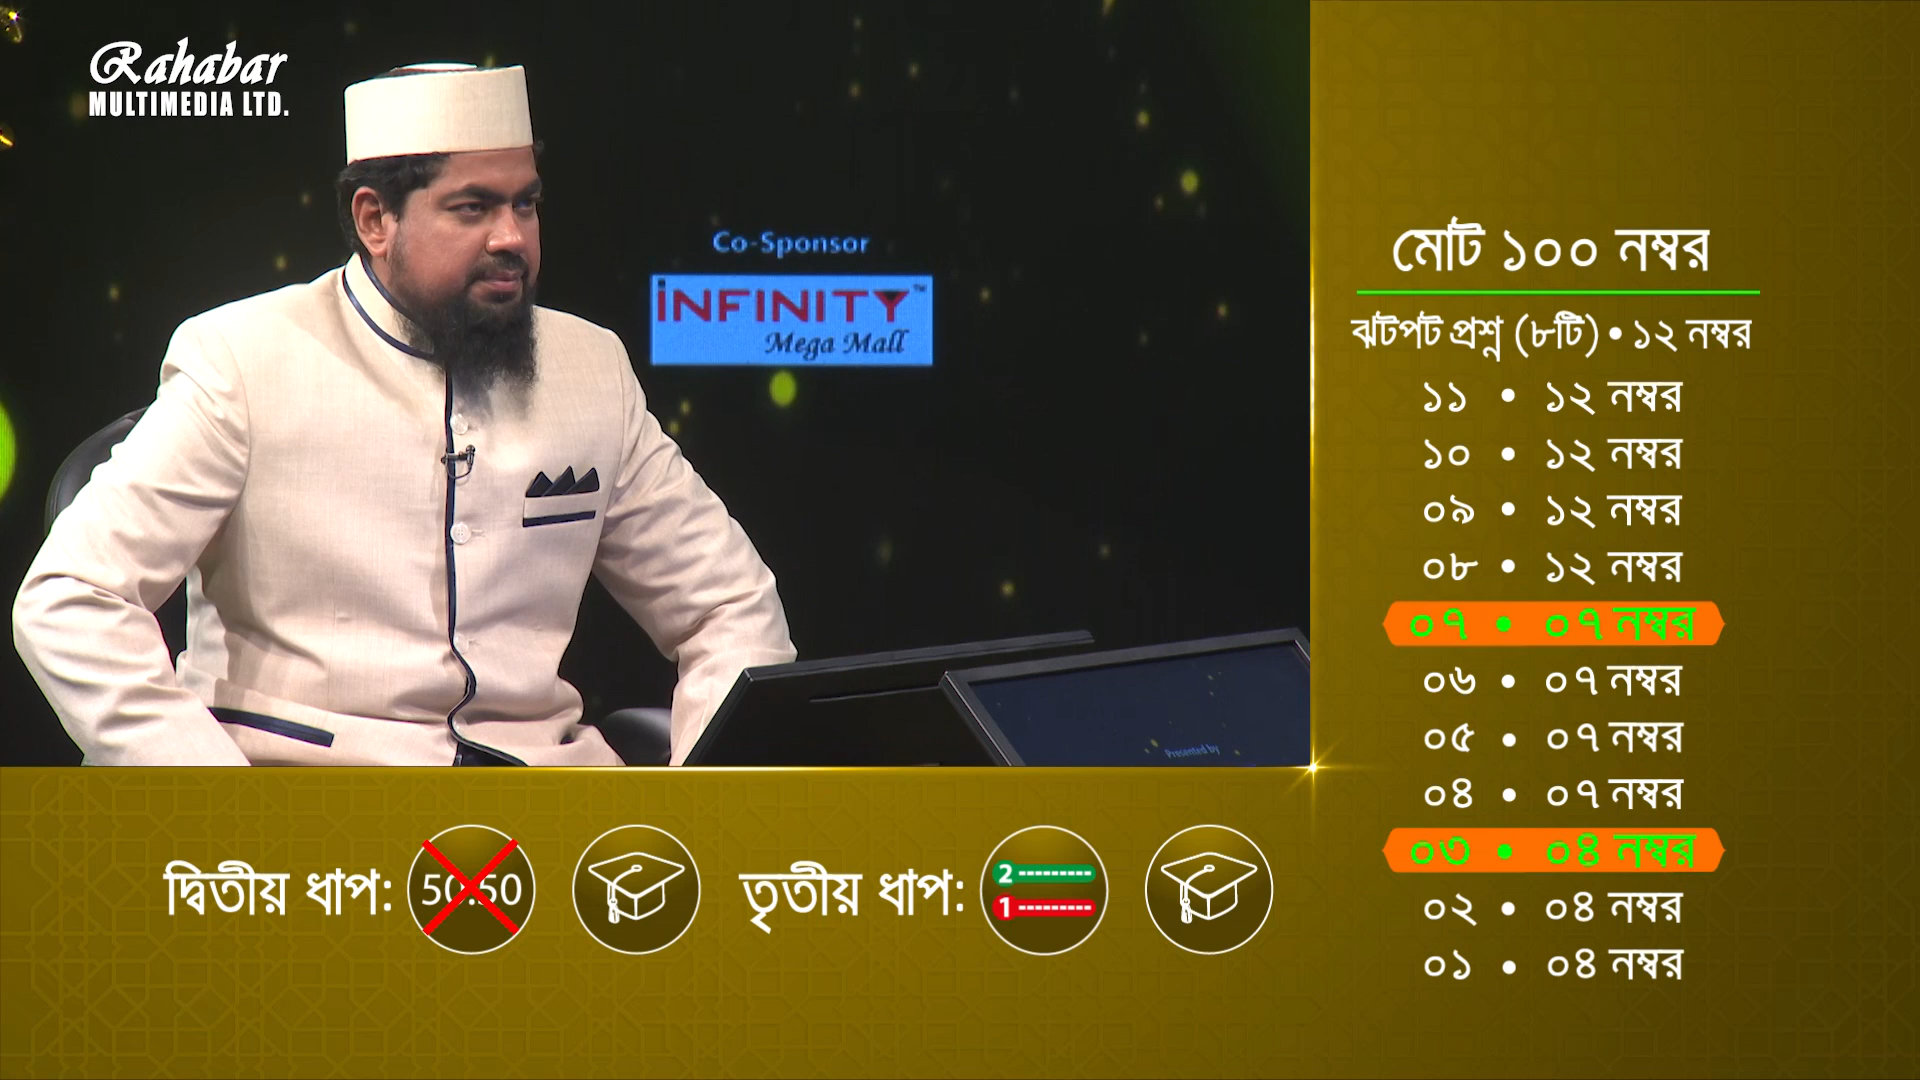 Rahabar
MULTIMEDIA LTD.
Co-Sponsor
INFINITY™
Mega Mall
Presented by
মোট ১০০ নম্বর
ঝটপট প্রশ্ন (৮টি) • ১২ নম্বর
১১ • ১২ নম্বর
১০ • ১২ নম্বর
০৯ • ১২ নম্বর
০৮ • ১২ নম্বর
০৭ • ০৭ নম্বর
০৬ • ০৭ নম্বর
০৫ • ০৭ নম্বর
০৪ • ০৭ নম্বর
০৩ • ০৪ নম্বর
০২ • ০৪ নম্বর
০১ • ০৪ নম্বর
দ্বিতীয় ধাপ: 50:50
তৃতীয় ধাপ:
2 ---------
1 ---------